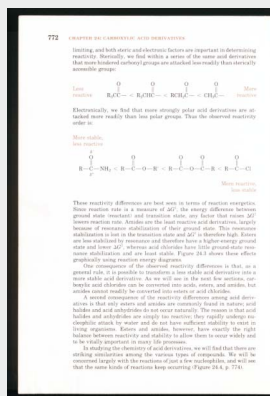 772 CHAPTER 24: CARBOXYLIC ACID DERIVATIVES
limiting, and both steric and electronic factors are important in determining
reactivity. Sterically, we find within a series of the same acid derivatives
that more hindered carbonyl groups are attacked less readily than sterically
accessible groups:
Less
reactive
O O O O
R₃CC— < R₂CHC— < RCH₂C— < CH₃C—
More
reactive
Electronically, we find that more strongly polar acid derivatives are at-
tacked more readily than less polar groups. Thus the observed reactivity
order is:
More stable,
less reactive
O O O O O
R—C—NH₂ < R—C—O—R' < R—C—O—C—R < R—C—Cl
More reactive,
less stable
These reactivity differences are best seen in terms of reaction energetics.
Since reaction rate is a measure of ΔG‡, the energy difference between
ground state (reactant) and transition state, any factor that raises ΔG‡
lowers reaction rate. Amides are the least reactive acid derivatives, largely
because of resonance stabilization of their ground state. This resonance
stabilization is lost in the transition state and ΔG‡ is therefore high. Esters
are less stabilized by resonance and therefore have a higher-energy ground
state and lower ΔG‡, whereas acid halides have little ground-state reso-
nance stabilization and are least stable. Figure 24.3 shows these effects
graphically using reaction energy diagrams.
One consequence of the observed reactivity differences is that, as a
general rule, it is possible to transform a less stable acid derivative into a
more stable acid derivative. As we will see in the next few sections, car-
boxylic acid chlorides can be converted into acids, esters, and amides, but
amides cannot readily be converted into esters or acid chlorides.
A second consequence of the reactivity differences among acid deriv-
atives is that only esters and amides are commonly found in nature; acid
halides and acid anhydrides do not occur naturally. The reason is that acid
halides and anhydrides are simply too reactive; they rapidly undergo nu-
cleophilic attack by water and do not have sufficient stability to exist in
living organisms. Esters and amides, however, have exactly the right
balance between reactivity and stability to allow them to occur widely and
to be vitally important in many life processes.
In studying the chemistry of acid derivatives, we will find that there are
striking similarities among the various types of compounds. We will be
concerned largely with the reactions of just a few nucleophiles, and will see
that the same kinds of reactions keep occurring (Figure 24.4, p. 774).